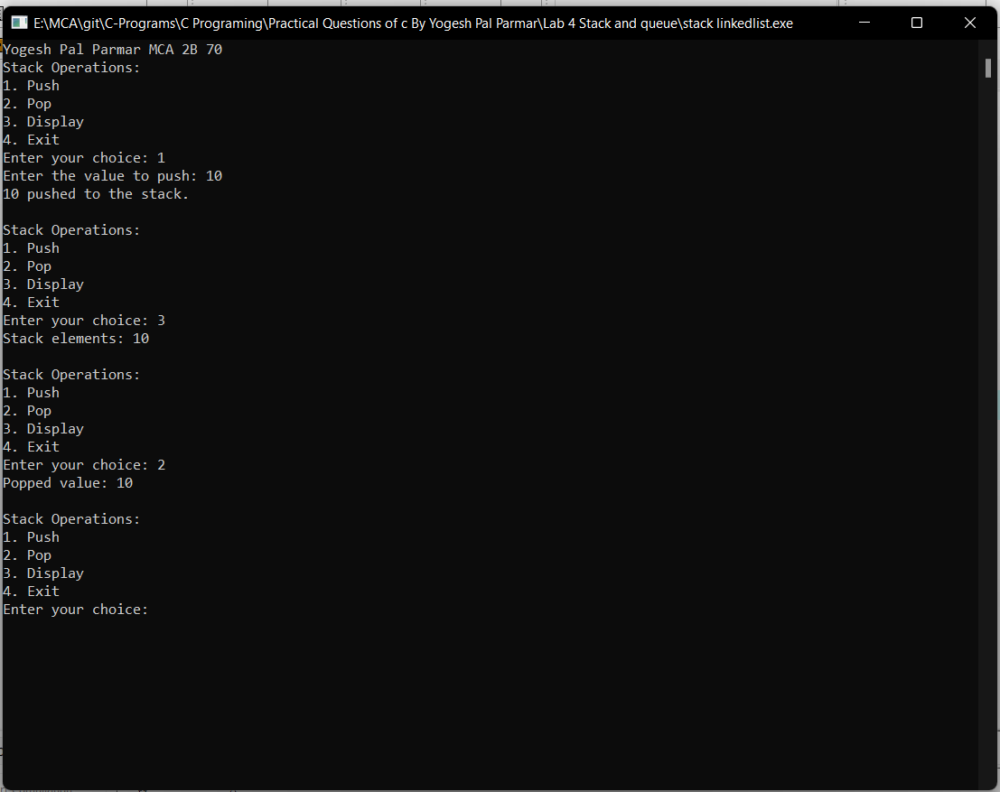 E:\MCA\git\C-Programs\C Programing\Practical Questions of c By Yogesh Pal Parmar\Lab 4 Stack and queue\stack linkedlist.exe
Yogesh Pal Parmar MCA 2B 70
Stack Operations:
1. Push
2. Pop
3. Display
4. Exit
Enter your choice: 1
Enter the value to push: 10
10 pushed to the stack.
Stack Operations:
1. Push
2. Pop
3. Display
4. Exit
Enter your choice: 3
Stack elements: 10
Stack Operations:
1. Push
2. Pop
3. Display
4. Exit
Enter your choice: 2
Popped value: 10
Stack Operations:
1. Push
2. Pop
3. Display
4. Exit
Enter your choice: